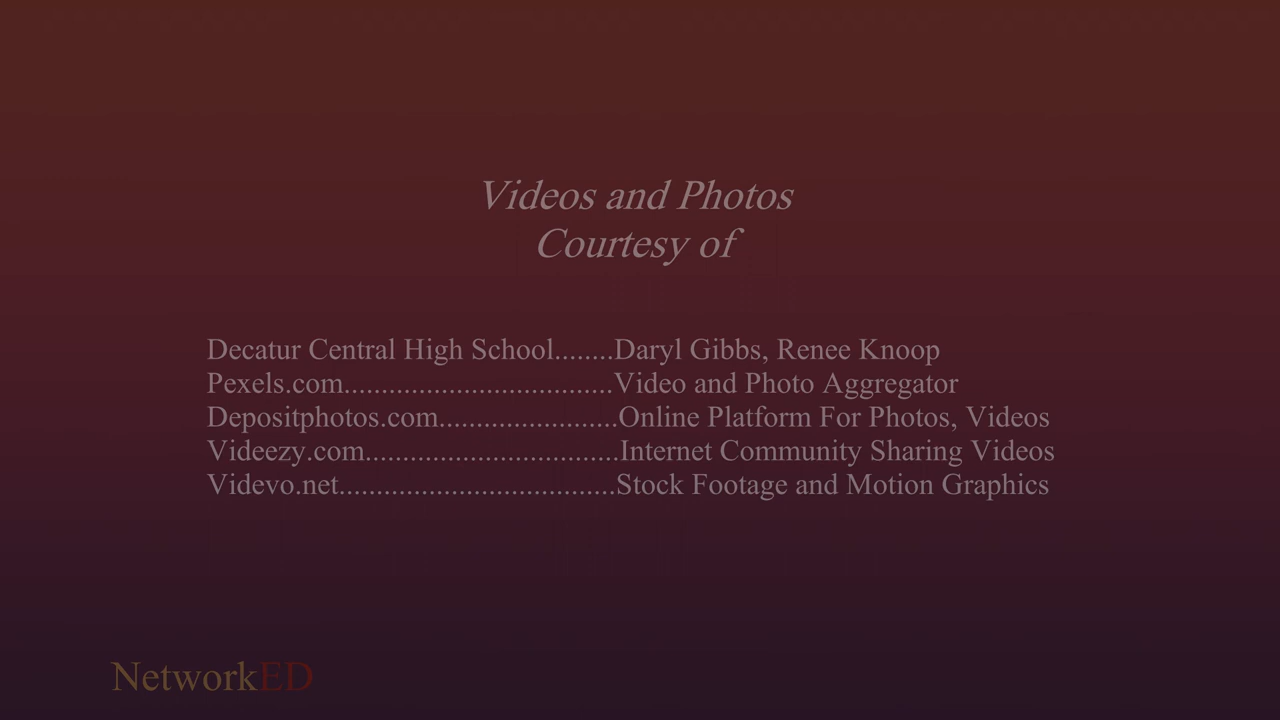 Videos and Photos
Courtesy of
Decatur Central High School........Daryl Gibbs, Renee Knoop
Pexels.com....................................Video and Photo Aggregator
Depositphotos.com........................Online Platform For Photos, Videos
Videezy.com..................................Internet Community Sharing Videos
Videvo.net.....................................Stock Footage and Motion Graphics
NetworkED